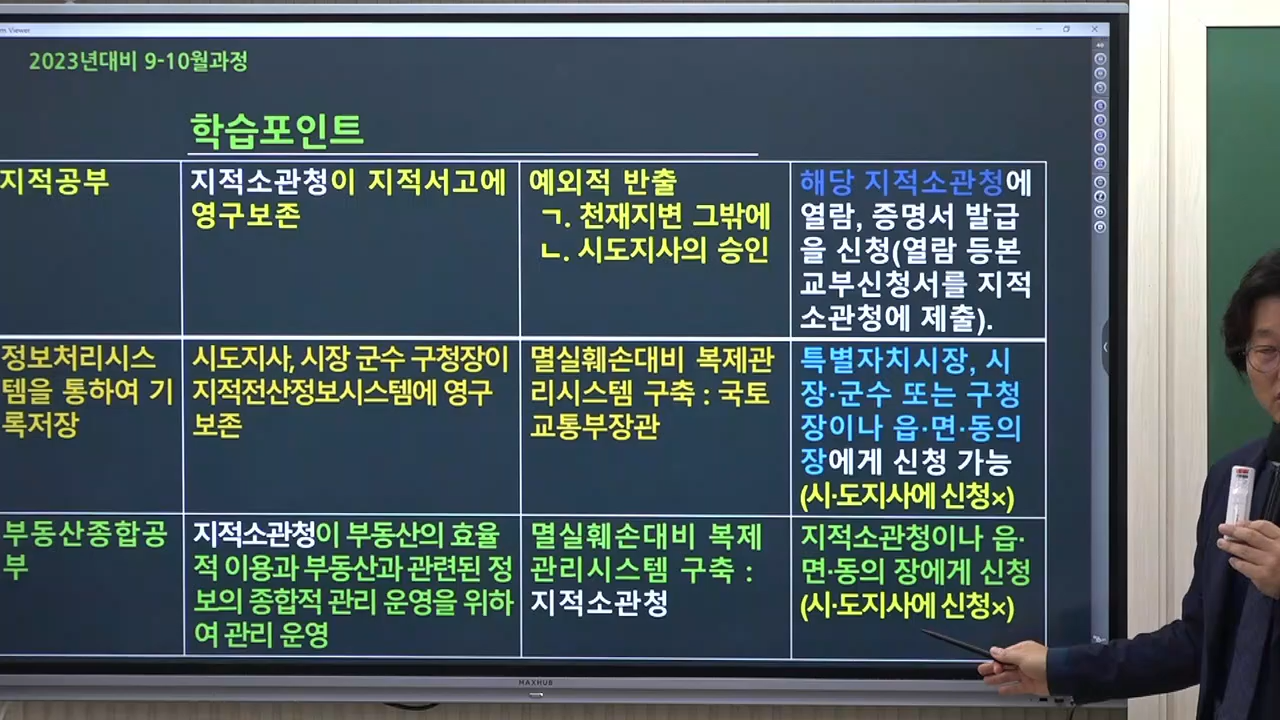 m Viewer
2023년대비 9-10월과정
학습포인트
지적공부
지적소관청이 지적서고에
영구보존
예외적 반출
ㄱ. 천재지변 그밖에
ㄴ. 시도지사의 승인
해당 지적소관청에
열람, 증명서 발급
을 신청(열람 등본
교부신청서를 지적
소관청에 제출).
정보처리시스
템을 통하여 기
록저장
시도지사, 시장 군수 구청장이
지적전산정보시스템에 영구
보존
멸실훼손대비 복제관
리시스템 구축 : 국토
교통부장관
특별자치시장, 시
장·군수 또는 구청
장이나 읍·면·동의
장에게 신청 가능
(시·도지사에 신청×)
부동산종합공
부
지적소관청이 부동산의 효율
적 이용과 부동산과 관련된 정
보의 종합적 관리 운영을 위하
여 관리 운영
멸실훼손대비 복제
관리시스템 구축 :
지적소관청
지적소관청이나 읍·
면·동의 장에게 신청
(시·도지사에 신청×)
MAXHUB